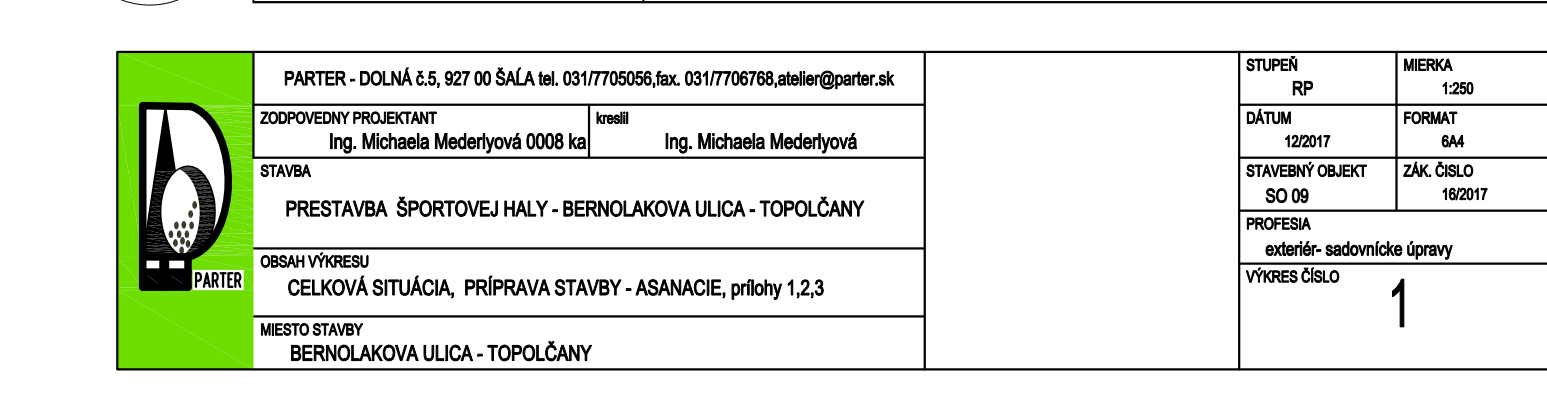 PARTER - DOLNÁ č.5, 927 00 ŠAĹA tel. 031/7705056,fax. 031/7706768,atelier@parter.sk
ZODPOVEDNY PROJEKTANT
Ing. Michaela Mederlyová 0008 ka
kreslil
Ing. Michaela Mederlyová
STAVBA
PRESTAVBA ŠPORTOVEJ HALY - BERNOLAKOVA ULICA - TOPOLČANY
OBSAH VÝKRESU
CELKOVÁ SITUÁCIA, PRÍPRAVA STAVBY - ASANACIE, prílohy 1,2,3
MIESTO STAVBY
BERNOLAKOVA ULICA - TOPOLČANY
PARTER
STUPEŇ
RP
MIERKA
1:250
DÁTUM
12/2017
FORMAT
6A4
STAVEBNÝ OBJEKT
SO 09
ZÁK. ČISLO
16/2017
PROFESIA
exteriér- sadovnícke úpravy
VÝKRES ČÍSLO
1